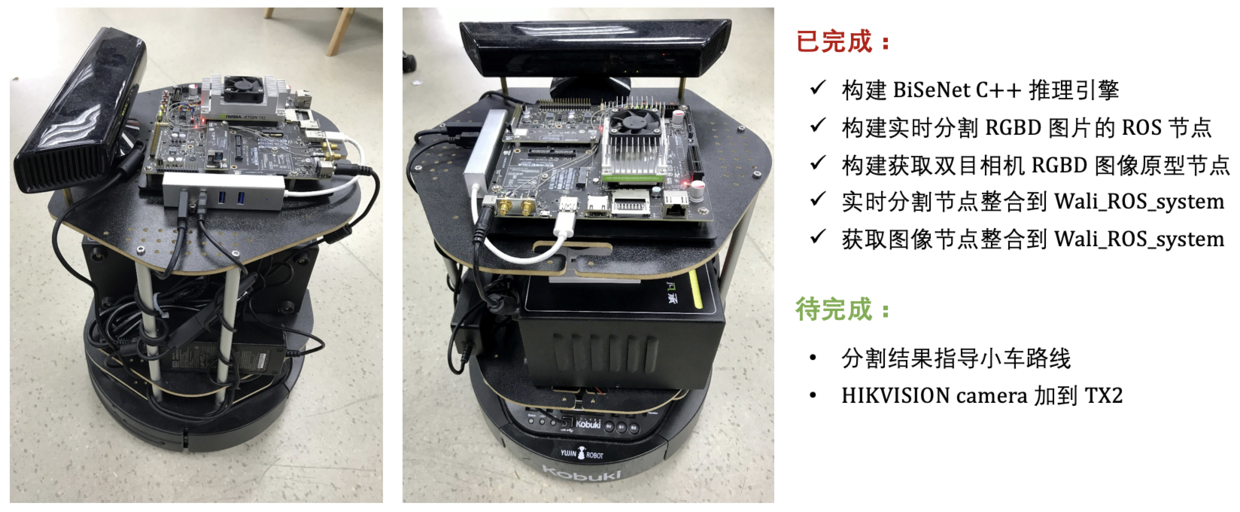 已完成：
✓ 构建 BiSeNet C++ 推理引擎
✓ 构建实时分割 RGBD 图片的 ROS 节点
✓ 构建获取双目相机 RGBD 图像原型节点
✓ 实时分割节点整合到 Wali_ROS_system
✓ 获取图像节点整合到 Wali_ROS_system
待完成：
• 分割结果指导小车路线
• HIKVISION camera 加到 TX2
Kobuki
YUJIN ROBOT
Kobuki